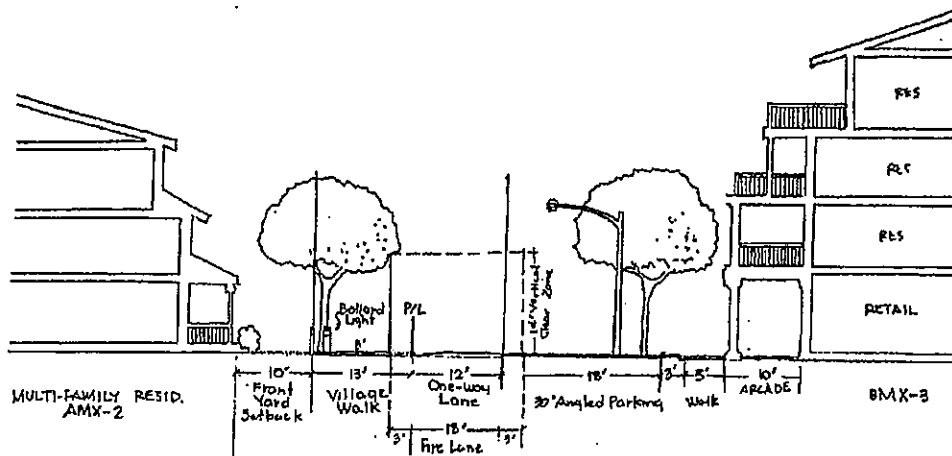 RES
RES
RES
RETAIL
Bollard
Light
P/L
Vertical
Clear Zone
8'
10'
13'
12'
18'
3'
5'
10'
Front
Yard
Setback
Village
Walk
One-way
Lane
30° Angled Parking
Walk
ARCADE
MULTI-FAMILY RESID.
AMX-2
BMX-3
3'
18'
3'
Fire Lane